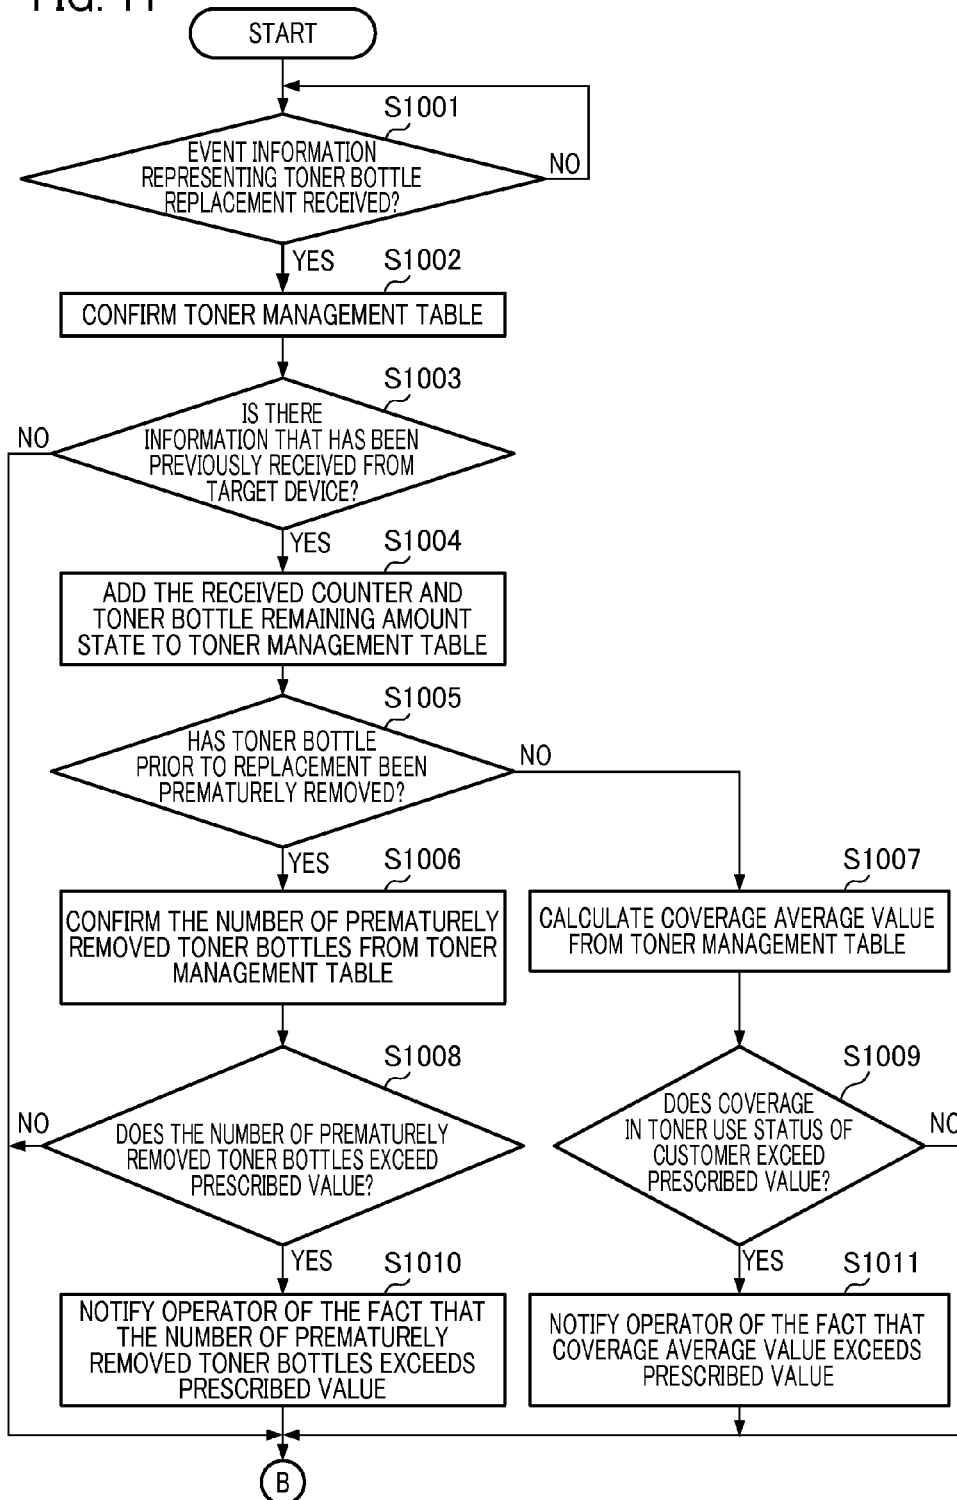 FIG. 11
START
S1001
EVENT INFORMATION
REPRESENTING TONER BOTTLE
REPLACEMENT RECEIVED?
NO
YES
S1002
CONFIRM TONER MANAGEMENT TABLE
S1003
IS THERE
INFORMATION THAT HAS BEEN
PREVIOUSLY RECEIVED FROM
TARGET DEVICE?
NO
YES
S1004
ADD THE RECEIVED COUNTER AND
TONER BOTTLE REMAINING AMOUNT
STATE TO TONER MANAGEMENT TABLE
S1005
HAS TONER BOTTLE
PRIOR TO REPLACEMENT BEEN
PREMATURELY REMOVED?
NO
YES
S1006
CONFIRM THE NUMBER OF PREMATURELY
REMOVED TONER BOTTLES FROM TONER
MANAGEMENT TABLE
S1007
CALCULATE COVERAGE AVERAGE VALUE
FROM TONER MANAGEMENT TABLE
S1008
DOES THE NUMBER OF PREMATURELY
REMOVED TONER BOTTLES EXCEED
PRESCRIBED VALUE?
NO
YES
S1009
DOES COVERAGE
IN TONER USE STATUS OF
CUSTOMER EXCEED
PRESCRIBED VALUE?
NO
YES
S1010
NOTIFY OPERATOR OF THE FACT THAT
THE NUMBER OF PREMATURELY
REMOVED TONER BOTTLES EXCEEDS
PRESCRIBED VALUE
S1011
NOTIFY OPERATOR OF THE FACT THAT
COVERAGE AVERAGE VALUE EXCEEDS
PRESCRIBED VALUE
B